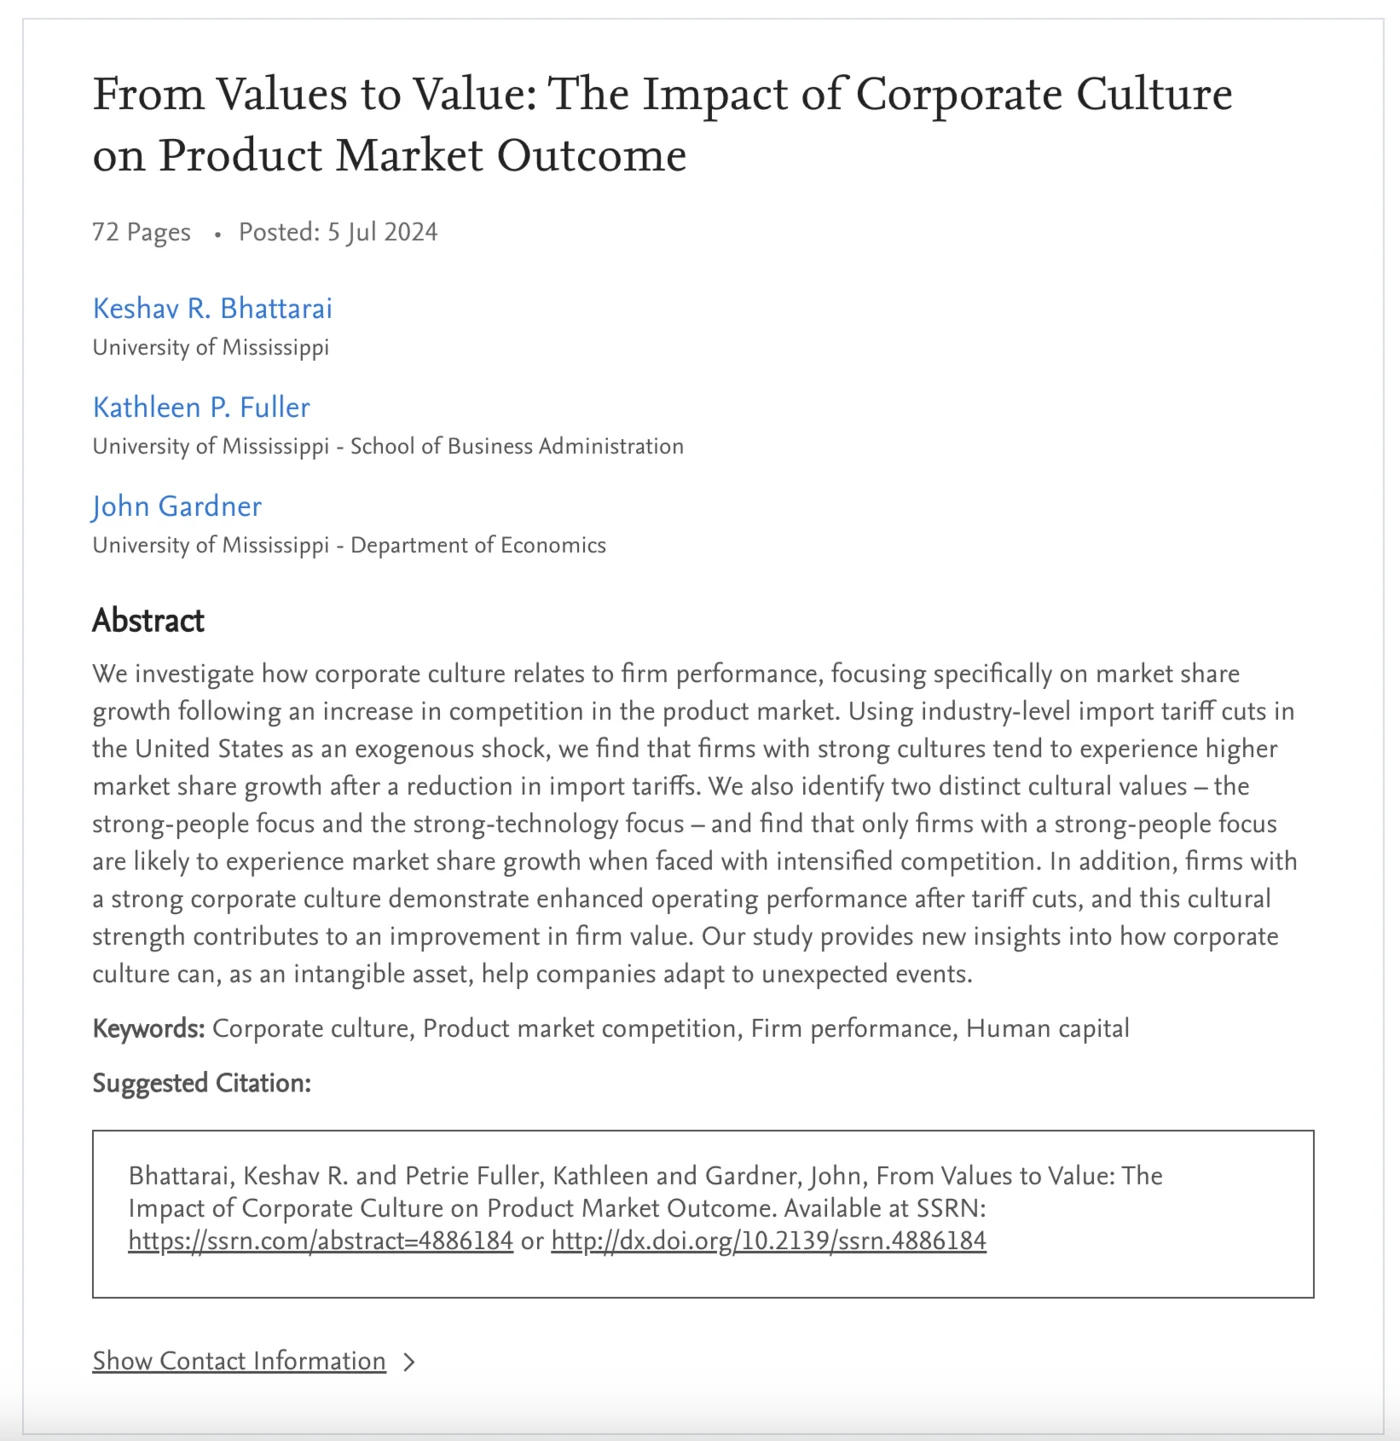 From Values to Value: The Impact of Corporate Culture
on Product Market Outcome
72 Pages • Posted: 5 Jul 2024
Keshav R. Bhattarai
University of Mississippi
Kathleen P. Fuller
University of Mississippi - School of Business Administration
John Gardner
University of Mississippi - Department of Economics
Abstract
We investigate how corporate culture relates to firm performance, focusing specifically on market share
growth following an increase in competition in the product market. Using industry-level import tariff cuts in
the United States as an exogenous shock, we find that firms with strong cultures tend to experience higher
market share growth after a reduction in import tariffs. We also identify two distinct cultural values – the
strong-people focus and the strong-technology focus – and find that only firms with a strong-people focus
are likely to experience market share growth when faced with intensified competition. In addition, firms with
a strong corporate culture demonstrate enhanced operating performance after tariff cuts, and this cultural
strength contributes to an improvement in firm value. Our study provides new insights into how corporate
culture can, as an intangible asset, help companies adapt to unexpected events.
Keywords: Corporate culture, Product market competition, Firm performance, Human capital
Suggested Citation:
Bhattarai, Keshav R. and Petrie Fuller, Kathleen and Gardner, John, From Values to Value: The
Impact of Corporate Culture on Product Market Outcome. Available at SSRN:
https://ssrn.com/abstract=4886184 or http://dx.doi.org/10.2139/ssrn.4886184
Show Contact Information >